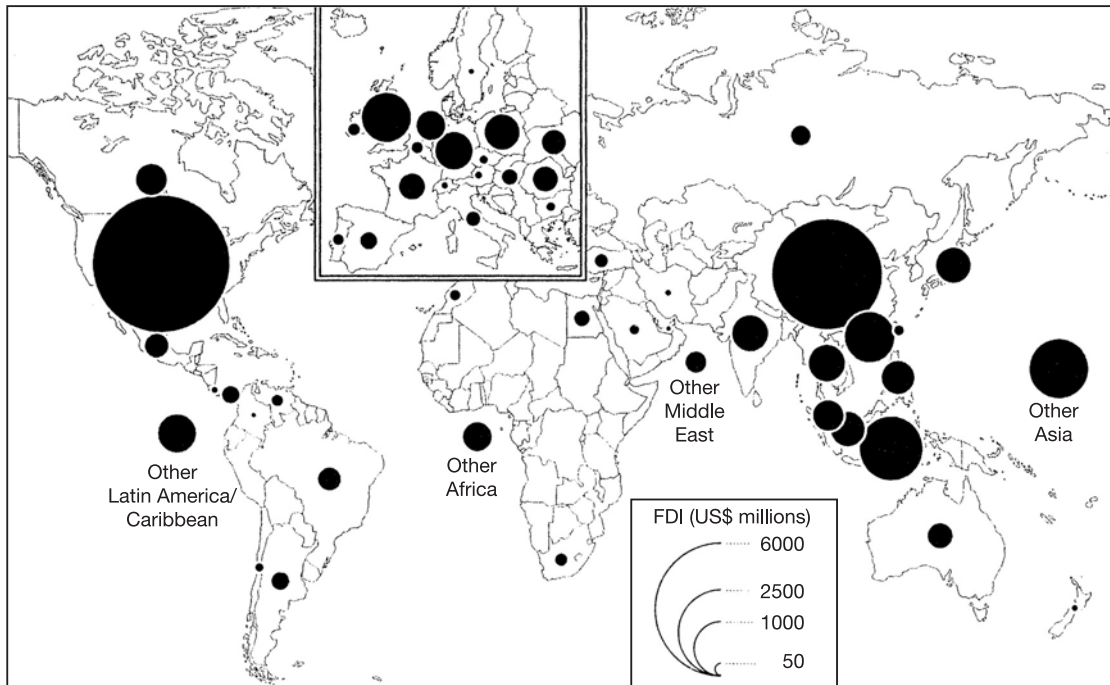 Other
Latin America/
Caribbean
Other
Africa
Other
Middle
East
Other
Asia
FDI (US$ millions)
6000
2500
1000
50